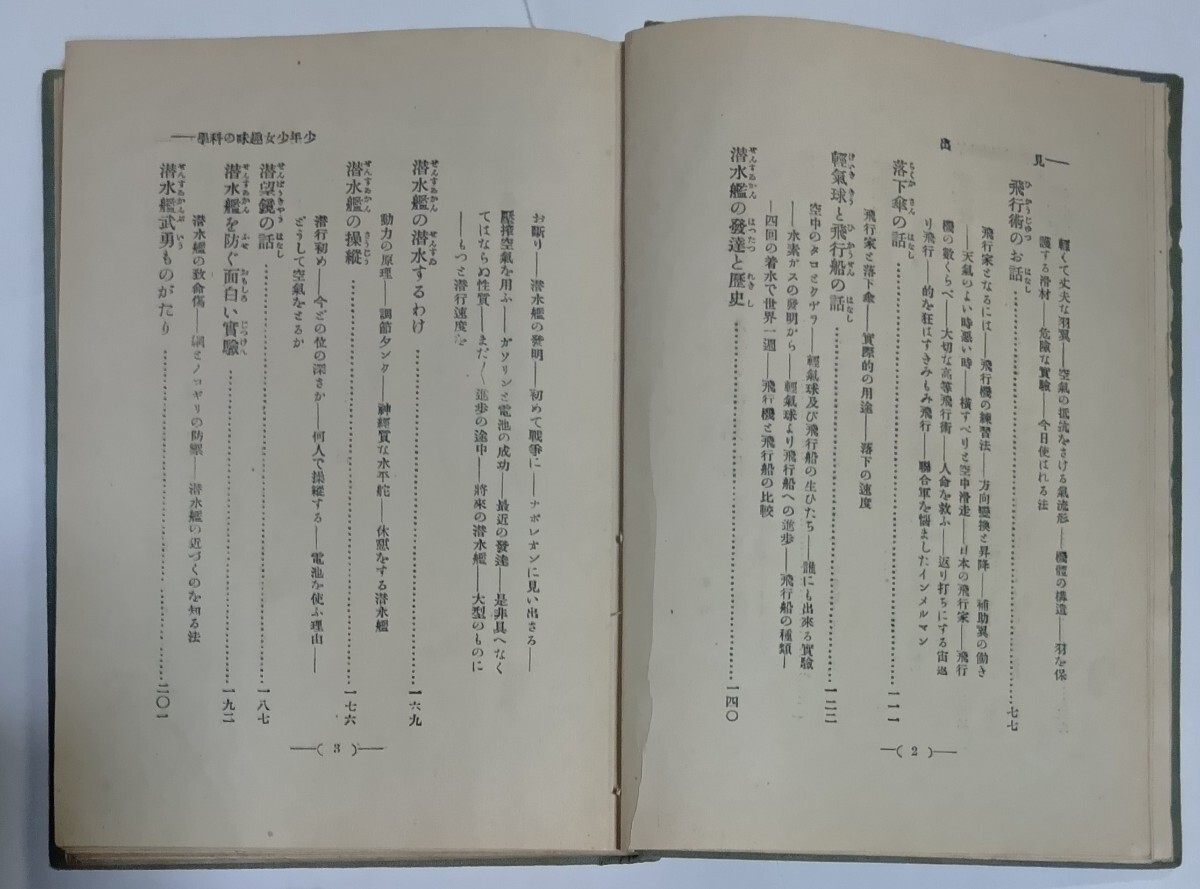 見出
輕くて丈夫な羽翼――空氣の抵抗をさける氣流形――機體の構造――羽を保
護する滑材――危險な實驗――今日使はれる法
飛行術のお話…………七七
飛行家となるには――飛行機の練習法――方向變換と昇降――補助翼の働き
――天氣のよい時惡い時――橫すべりと空中滑走――日本の飛行家――飛行
機の數くらべ――大切な高等飛行術――人命を救ふ――返り打ちにする宙返
り飛行――的を狂はすきみもみ飛行――聯合軍を惱ましたインメルマン
落下傘の話…………一一一
飛行家と落下傘――實際的の用途――落下の速度
輕氣球と飛行船の話…………一二二
空中のタコとクヂラ――輕氣球及び飛行船の生ひたち――誰にも出來る實驗
――水素ガスの發明から――輕氣球より飛行船への進步――飛行船の種類――
――四回の着水で世界一週――飛行機と飛行船の比較
潜水艦の發達と歷史…………一四〇
(2)
少年少女趣味の科學――
お斷り――潜水艦の發明――初めて戰爭に――ナポレオンに見い出さる――
壓搾空氣を用ふ――ガソリンと電池の成功――最近の發達――是非具へなく
てはならぬ性質――まだ〳〵進步の途中――將來の潜水艦――大型のものに
――もつと潜行速度を
潜水艦の潜水するわけ…………一六九
動力の原理――調節タンク――神經質な水平舵――休憩をする潜水艦
潜水艦の操縱…………一七六
潜行初め――今どの位の深さか――何人で操縱する――電池を使ふ理由――
どうして空氣をとるか
潜望鏡の話…………一八七
潜水艦を防ぐ面白い實驗…………一九二
潜水艦の致命傷――網とノコギリの防禦――潜水艦の近づくのを知る法
潜水艦武勇ものがたり…………二〇一
(3)